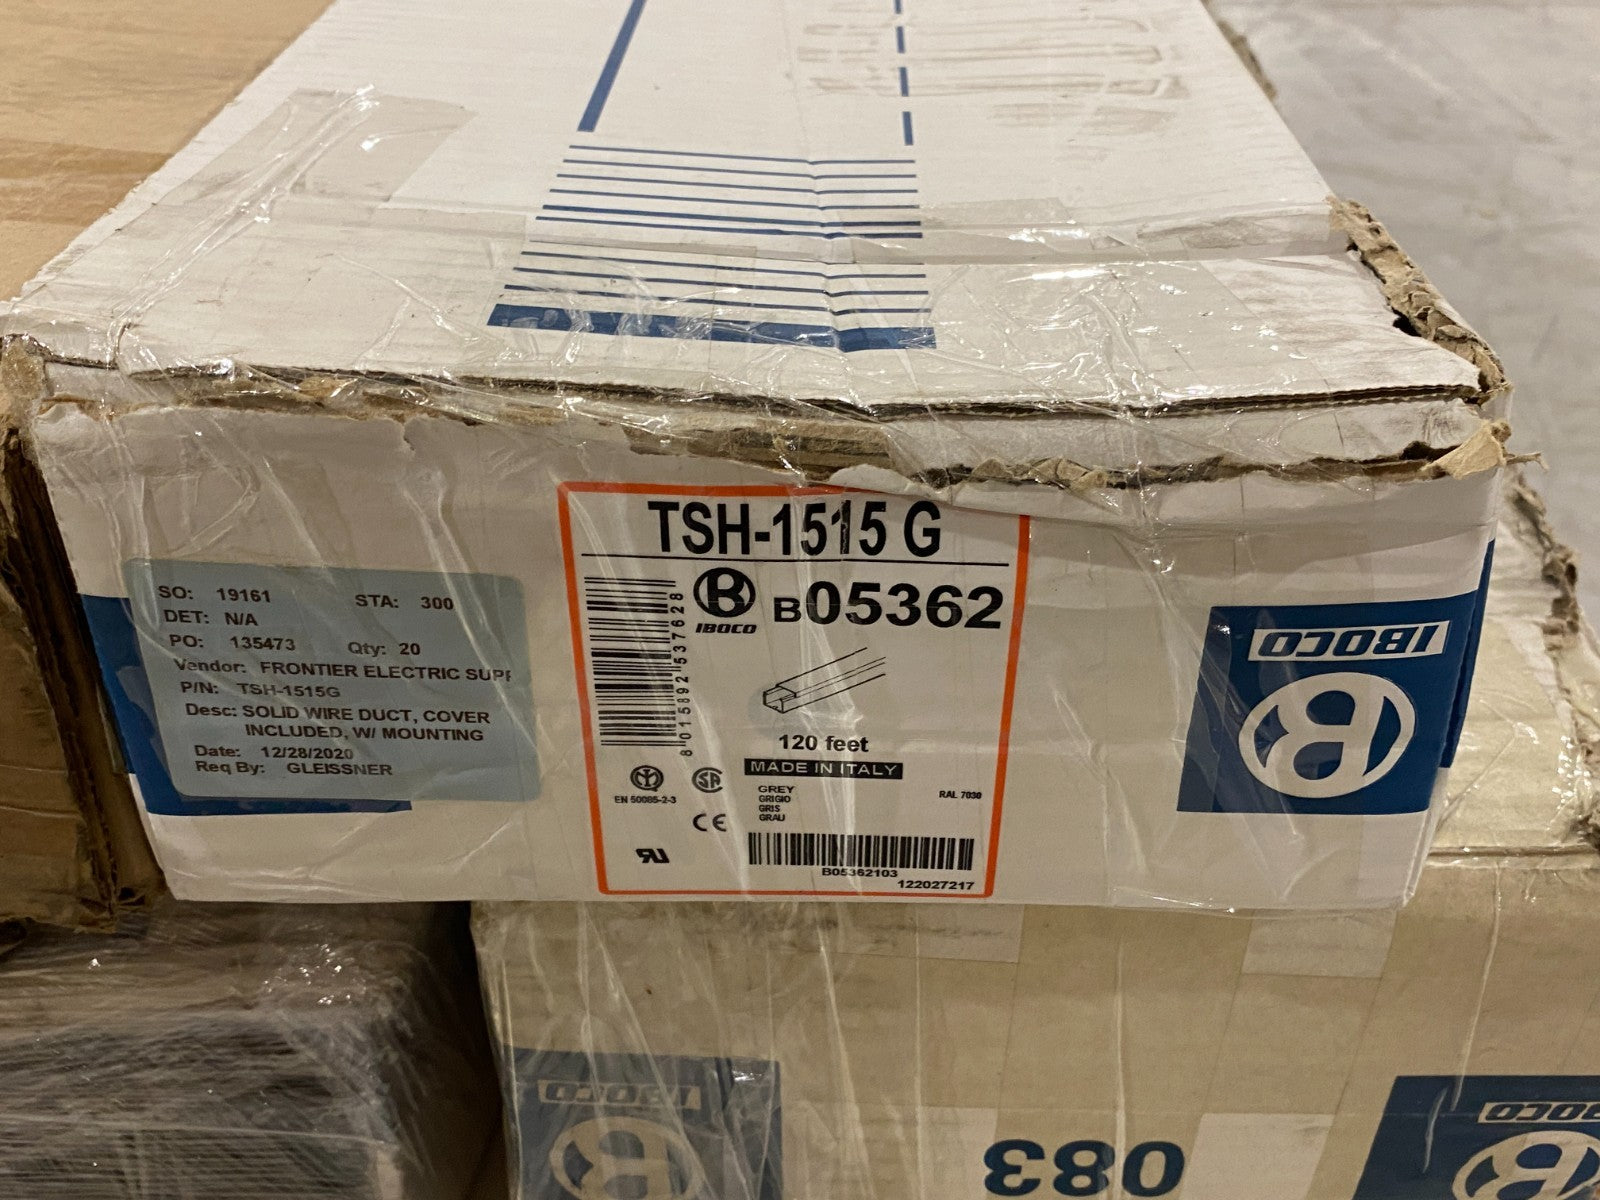 TSH-1515 G
IBOCO
B05362
8015892537628
120 feet
MADE IN ITALY
EN 50085-2-3
GREY
GRIGIO
GRIS
GRAU
RAL 7030
CE
B05362103
122027217
SO: 19161 STA: 300
DET: N/A
PO: 135473 Qty: 20
Vendor: FRONTIER ELECTRIC SUPP
P/N: TSH-1515G
Desc: SOLID WIRE DUCT, COVER
INCLUDED, W/ MOUNTING
Date: 12/28/2020
Req By: GLEISSNER
IBOCO
IBOCO
083
IBOCO